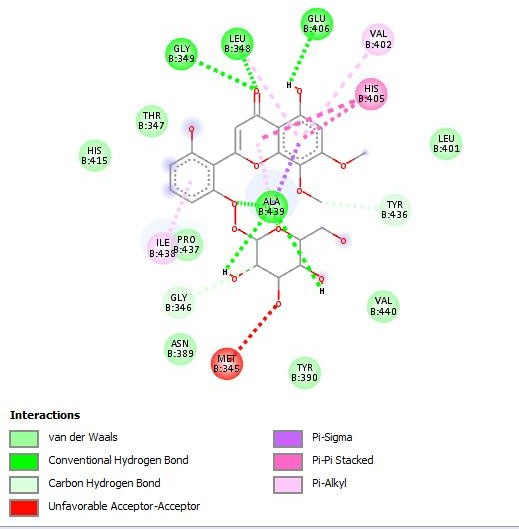 GLU
B:406
LEU
B:348
VAL
B:402
GLY
B:349
HIS
B:405
THR
B:347
LEU
B:401
HIS
B:415
H
ALA
B:439
TYR
B:436
ILE
B:438
PRO
B:437
H
H
GLY
B:346
VAL
B:440
ASN
B:389
MET
B:345
TYR
B:390
Interactions
van der Waals
Conventional Hydrogen Bond
Carbon Hydrogen Bond
Unfavorable Acceptor-Acceptor
Pi-Sigma
Pi-Pi Stacked
Pi-Alkyl